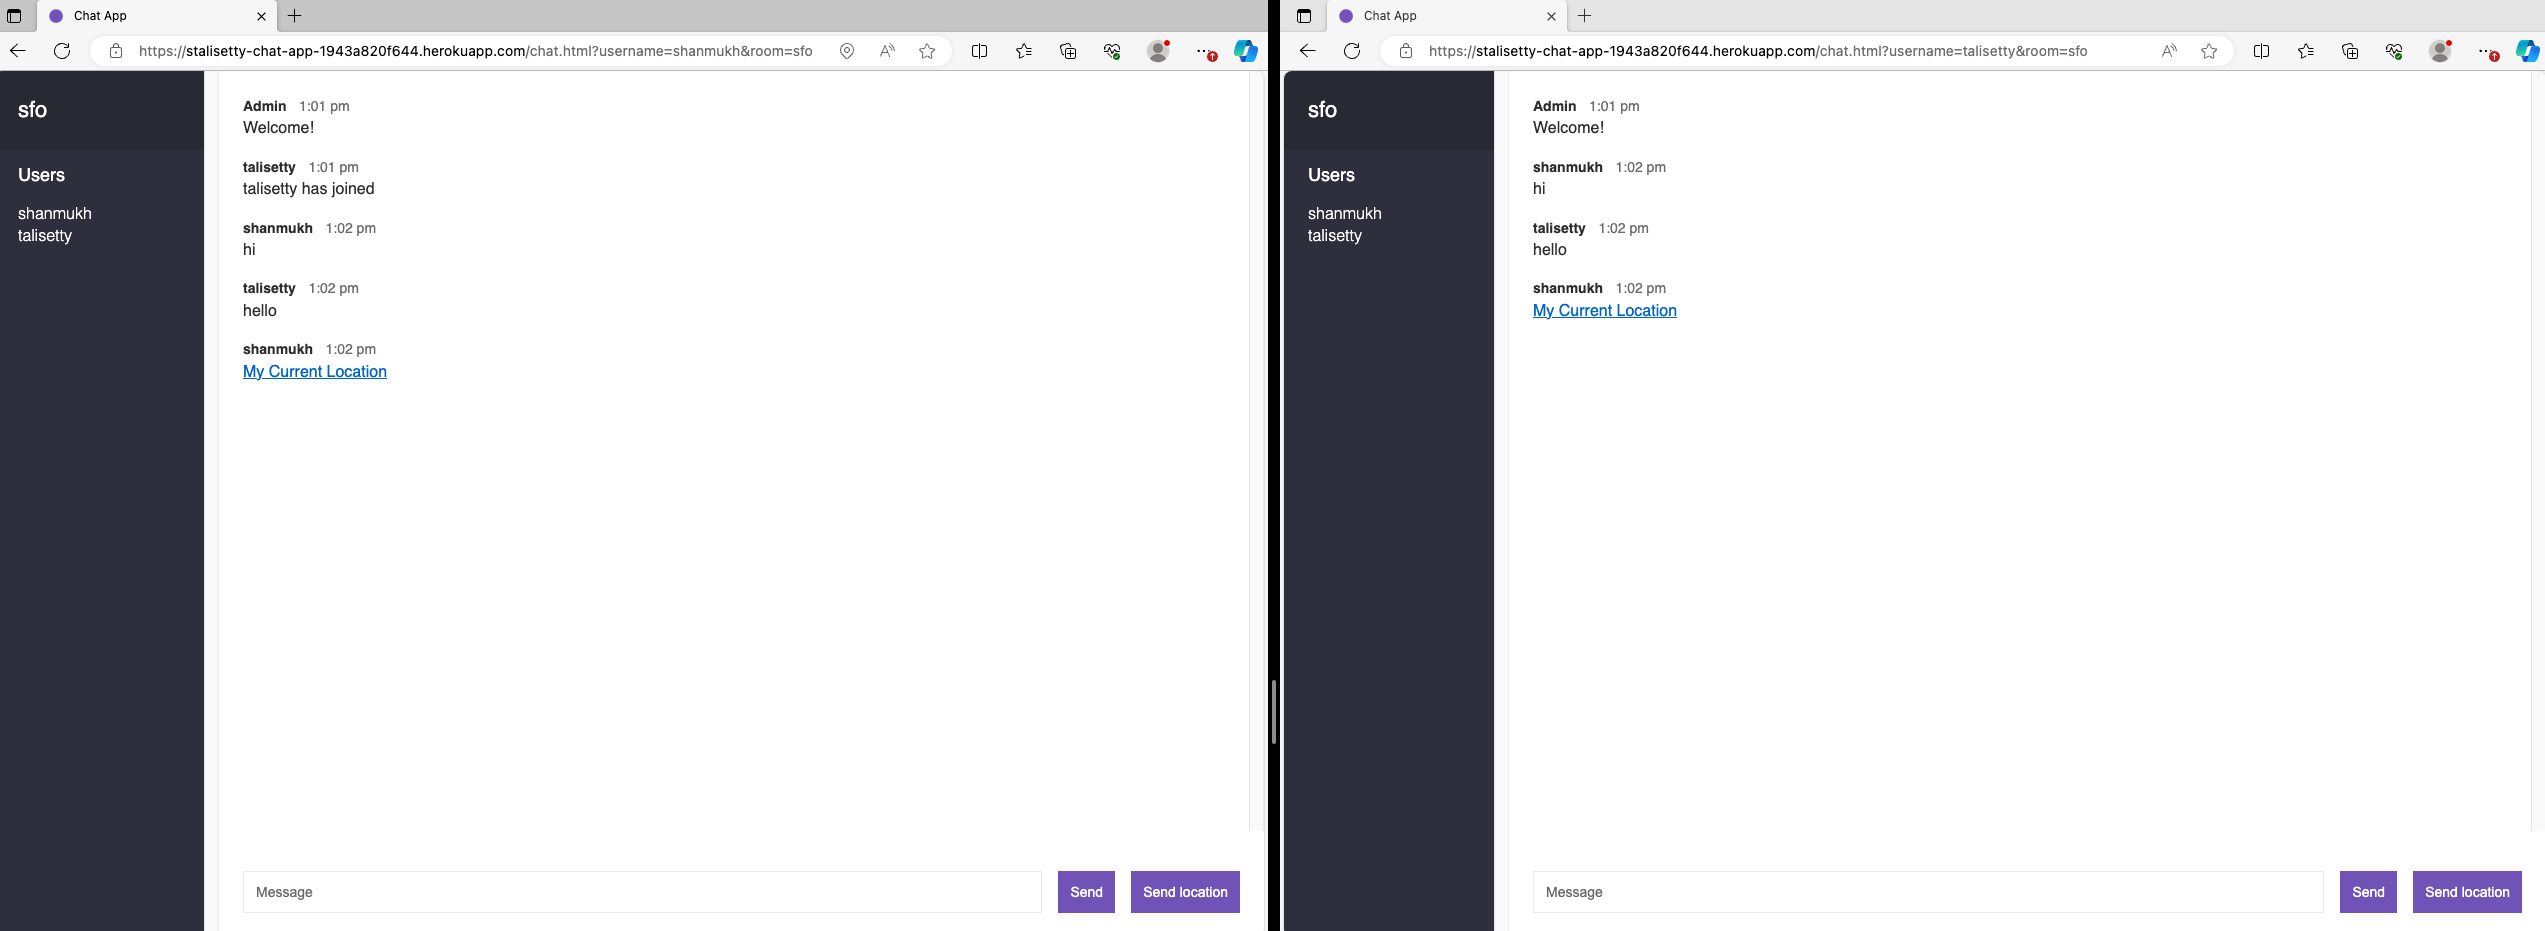 Chat App
https://stalisetty-chat-app-1943a820f644.herokuapp.com/chat.html?username=shanmukh&room=sfo
sfo
Users
shanmukh
talisetty
Admin 1:01 pm
Welcome!
talisetty 1:01 pm
talisetty has joined
shanmukh 1:02 pm
hi
talisetty 1:02 pm
hello
shanmukh 1:02 pm
My Current Location
Message Send Send location
Chat App
https://stalisetty-chat-app-1943a820f644.herokuapp.com/chat.html?username=talisetty&room=sfo
sfo
Users
shanmukh
talisetty
Admin 1:01 pm
Welcome!
shanmukh 1:02 pm
hi
talisetty 1:02 pm
hello
shanmukh 1:02 pm
My Current Location
Message Send Send location